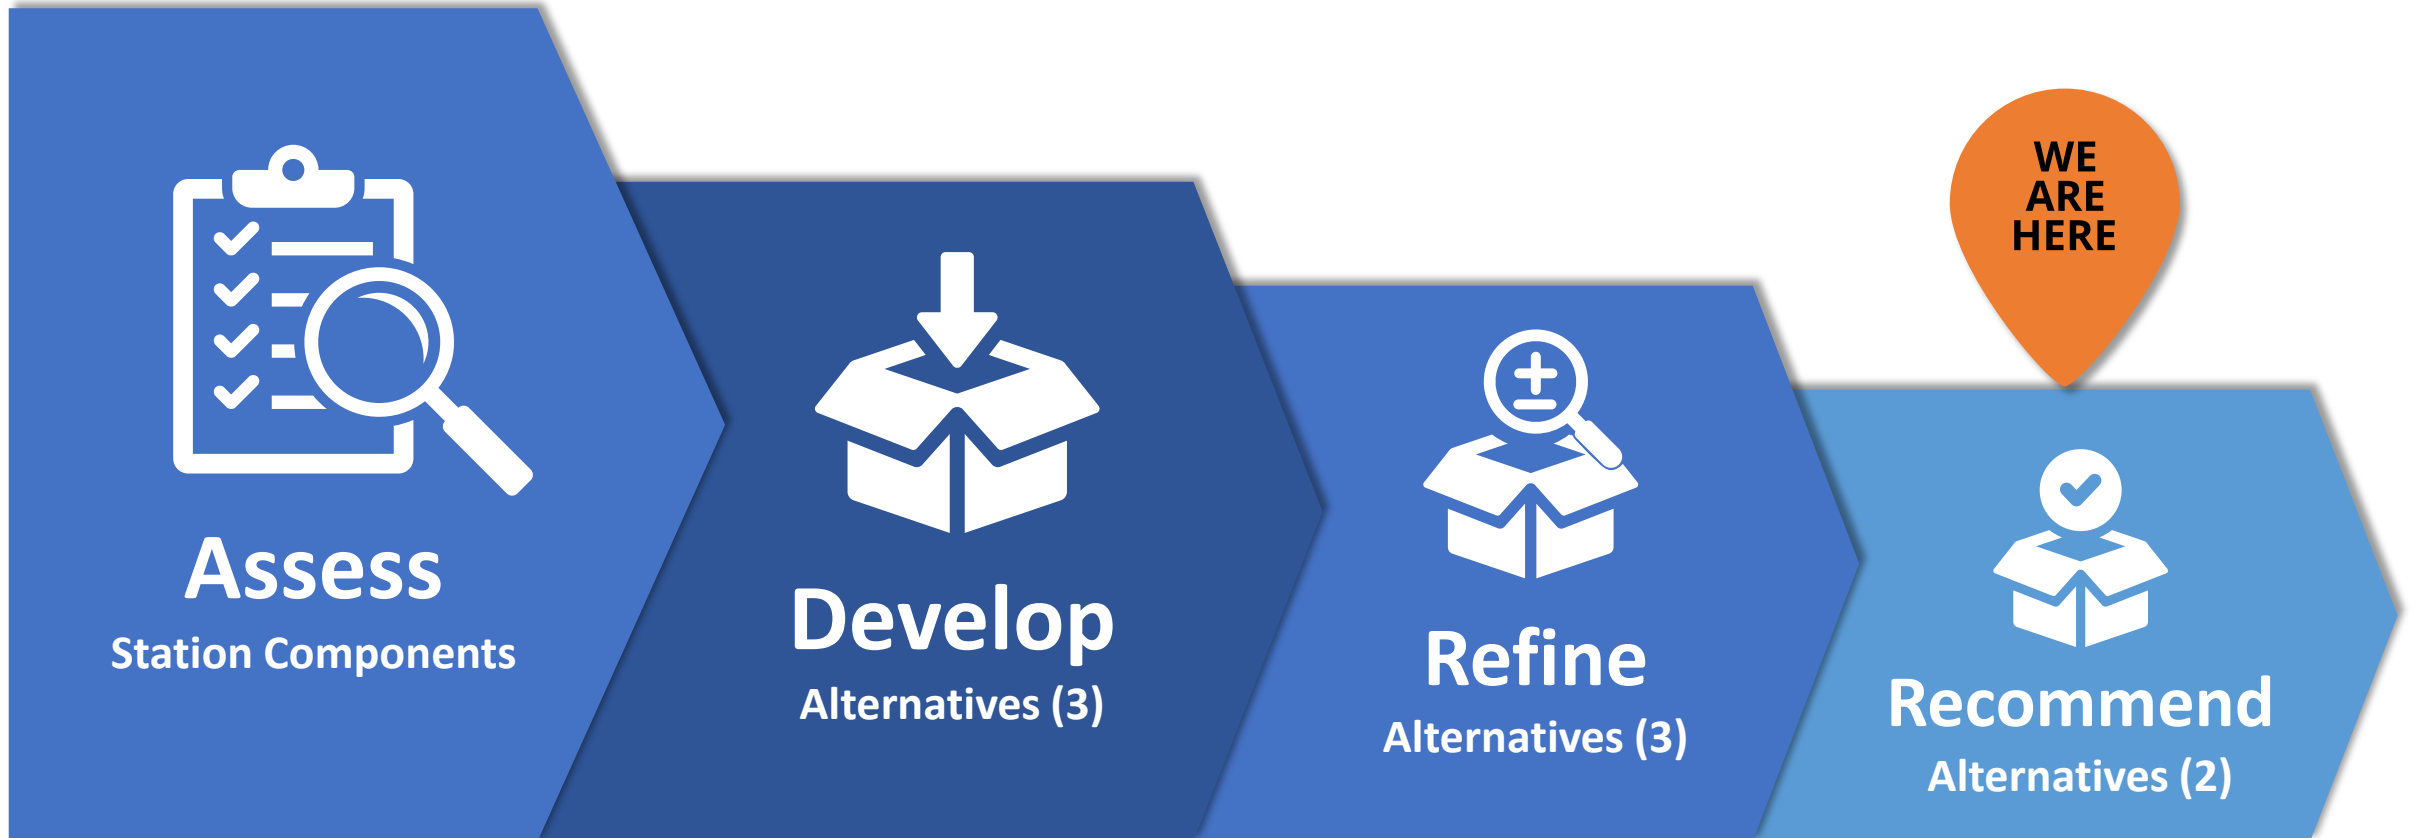 Assess
Station Components
Develop
Alternatives (3)
Refine
Alternatives (3)
WE
ARE
HERE
Recommend
Alternatives (2)